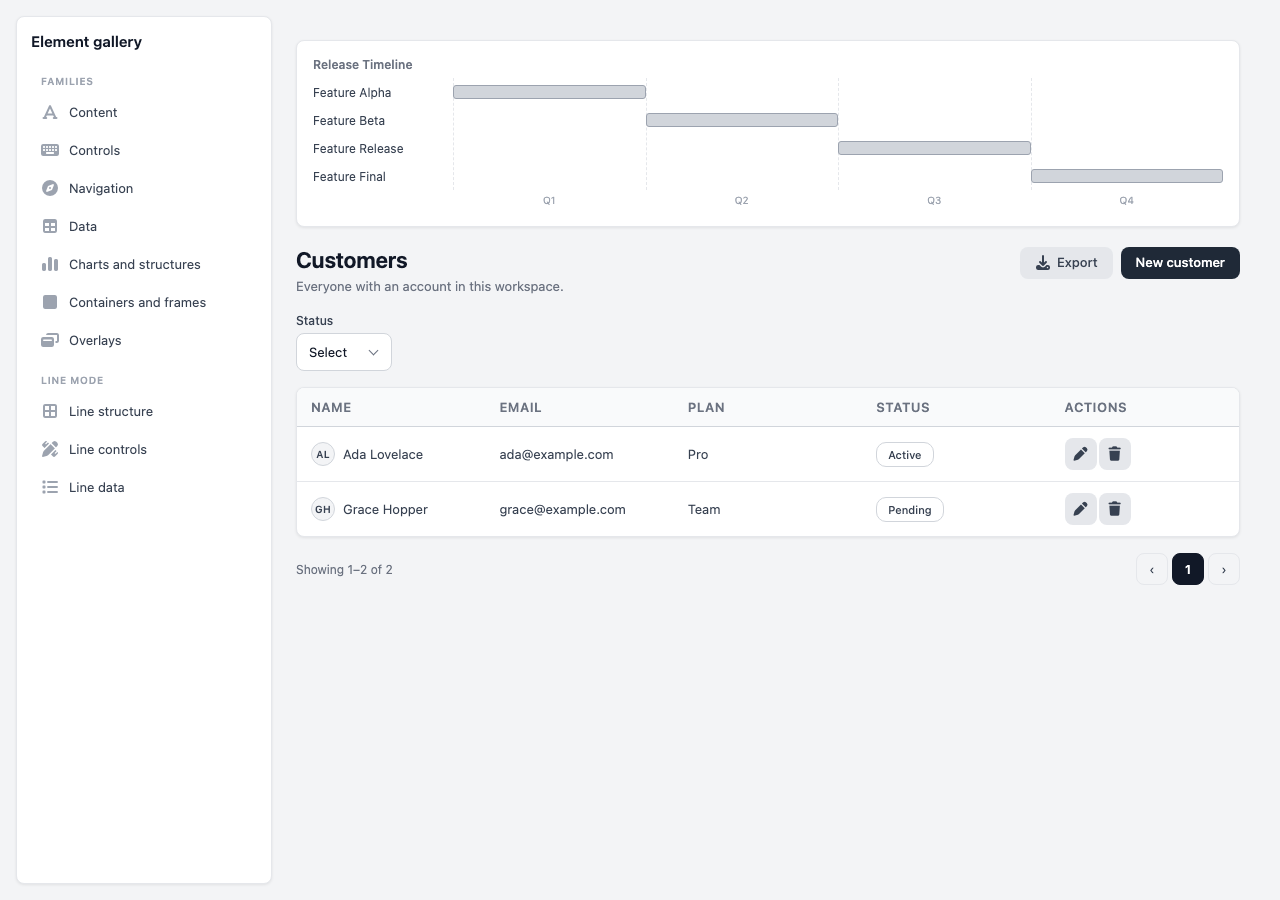 Element gallery
FAMILIES
Content
Controls
Navigation
Data
Charts and structures
Containers and frames
Overlays
LINE MODE
Line structure
Line controls
Line data
Release Timeline
Feature Alpha
Feature Beta
Feature Release
Feature Final
Q1 Q2 Q3 Q4
Customers
Everyone with an account in this workspace.
Export New customer
Status
Select
NAME EMAIL PLAN STATUS ACTIONS
AL Ada Lovelace ada@example.com Pro Active
GH Grace Hopper grace@example.com Team Pending
Showing 1–2 of 2 ‹ 1 ›